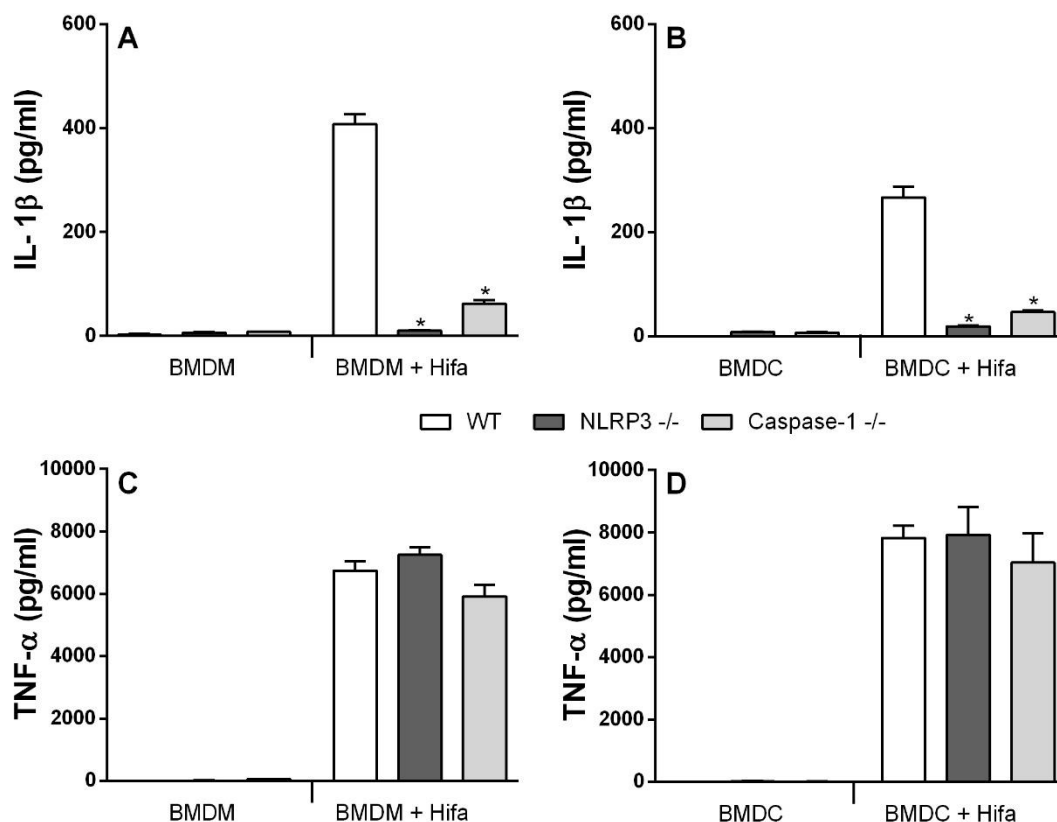 A
IL- 1β (pg/ml)
600
400
200
0
BMDM
BMDM + Hifa
*
*
B
IL- 1β (pg/ml)
600
400
200
0
BMDC
BMDC + Hifa
*
*
WT NLRP3 -/- Caspase-1 -/-
C
TNF-α (pg/ml)
10000
8000
6000
4000
2000
0
BMDM
BMDM + Hifa
D
TNF-α (pg/ml)
10000
8000
6000
4000
2000
0
BMDC
BMDC + Hifa